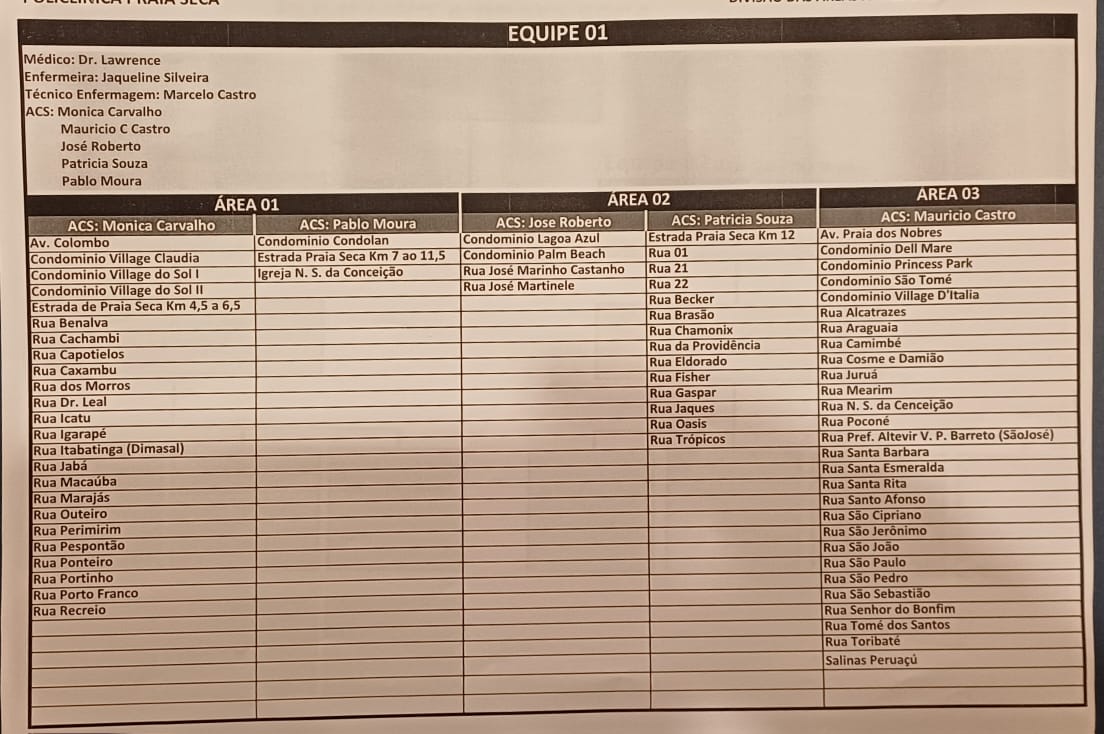 POLICLÍNICA PRAIA SECA
EQUIPE 01
Médico: Dr. Lawrence
Enfermeira: Jaqueline Silveira
Técnico Enfermagem: Marcelo Castro
ACS: Monica Carvalho
Mauricio C Castro
José Roberto
Patricia Souza
Pablo Moura
ÁREA 01 ÁREA 02 ÁREA 03
ACS: Monica Carvalho ACS: Pablo Moura ACS: Jose Roberto ACS: Patricia Souza ACS: Mauricio Castro
Av. Colombo Condominio Condolan Condominio Lagoa Azul Estrada Praia Seca Km 12 Av. Praia dos Nobres
Condominio Village Claudia Estrada Praia Seca Km 7 ao 11,5 Condominio Palm Beach Rua 01 Condominio Dell Mare
Condominio Village do Sol I Igreja N. S. da Conceição Rua José Marinho Castanho Rua 21 Condominio Princess Park
Condominio Village do Sol II Rua José Martinele Rua 22 Condominio São Tomé
Estrada de Praia Seca Km 4,5 a 6,5 Rua Becker Condominio Village D'Italia
Rua Benalva Rua Brasão Rua Alcatrazes
Rua Cachambi Rua Chamonix Rua Araguaia
Rua Capotielos Rua da Providência Rua Camimbé
Rua Caxambu Rua Eldorado Rua Cosme e Damião
Rua dos Morros Rua Fisher Rua Juruá
Rua Dr. Leal Rua Gaspar Rua Mearim
Rua Icatu Rua Jaques Rua N. S. da Cenceição
Rua Igarapé Rua Oasis Rua Poconé
Rua Itabatinga (Dimasal) Rua Trópicos Rua Pref. Altevir V. P. Barreto (SãoJosé)
Rua Jabá Rua Santa Barbara
Rua Macaúba Rua Santa Esmeralda
Rua Marajás Rua Santa Rita
Rua Outeiro Rua Santo Afonso
Rua Perimirim Rua São Cipriano
Rua Pespontão Rua São Jerônimo
Rua Ponteiro Rua São João
Rua Portinho Rua São Paulo
Rua Porto Franco Rua São Pedro
Rua Recreio Rua São Sebastião
Rua Senhor do Bonfim
Rua Tomé dos Santos
Rua Toribaté
Salinas Peruaçú